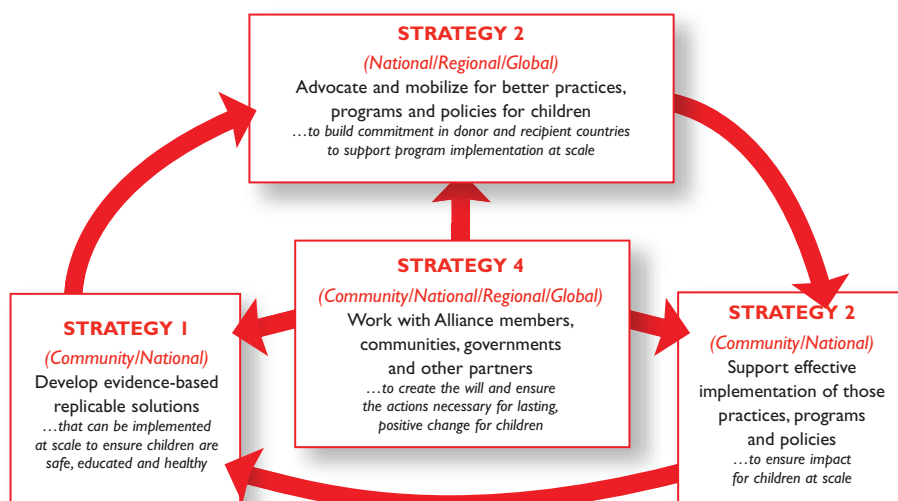 STRATEGY 2
(National/Regional/Global)
Advocate and mobilize for better practices,
programs and policies for children
…to build commitment in donor and recipient countries
to support program implementation at scale
STRATEGY 4
(Community/National/Regional/Global)
Work with Alliance members,
communities, governments
and other partners
…to create the will and ensure
the actions necessary for lasting,
positive change for children
STRATEGY 1
(Community/National)
Develop evidence-based
replicable solutions
…that can be implemented
at scale to ensure children are
safe, educated and healthy
STRATEGY 2
(Community/National)
Support effective
implementation of those
practices, programs
and policies
…to ensure impact
for children at scale